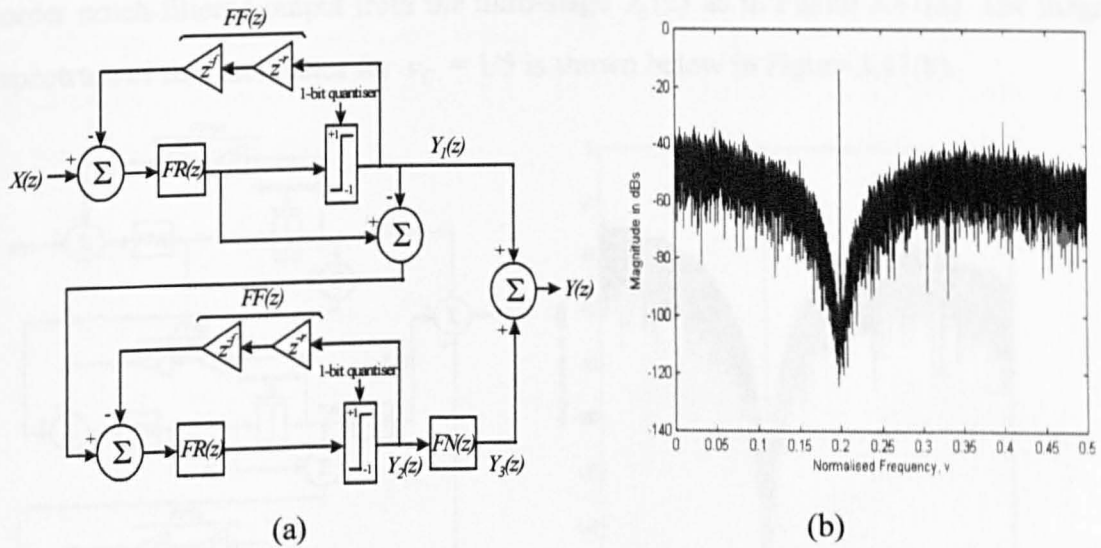 FF(z)
z^-f
z^-r
1-bit quantiser
+1
-1
Y₁(z)
-
+
X(z)
Σ
FR(z)
-
+
Σ
+
+
Σ
Y(z)
FF(z)
z^-f
z^-r
1-bit quantiser
+1
-1
-
+
Σ
FR(z)
Y₂(z)
FN(z)
Y₃(z)
(a)
0
-20
-40
-60
-80
-100
-120
-140
Magnitude in dBs
0 0.05 0.1 0.15 0.2 0.25 0.3 0.35 0.4 0.45 0.5
Normalised Frequency, ν
(b)